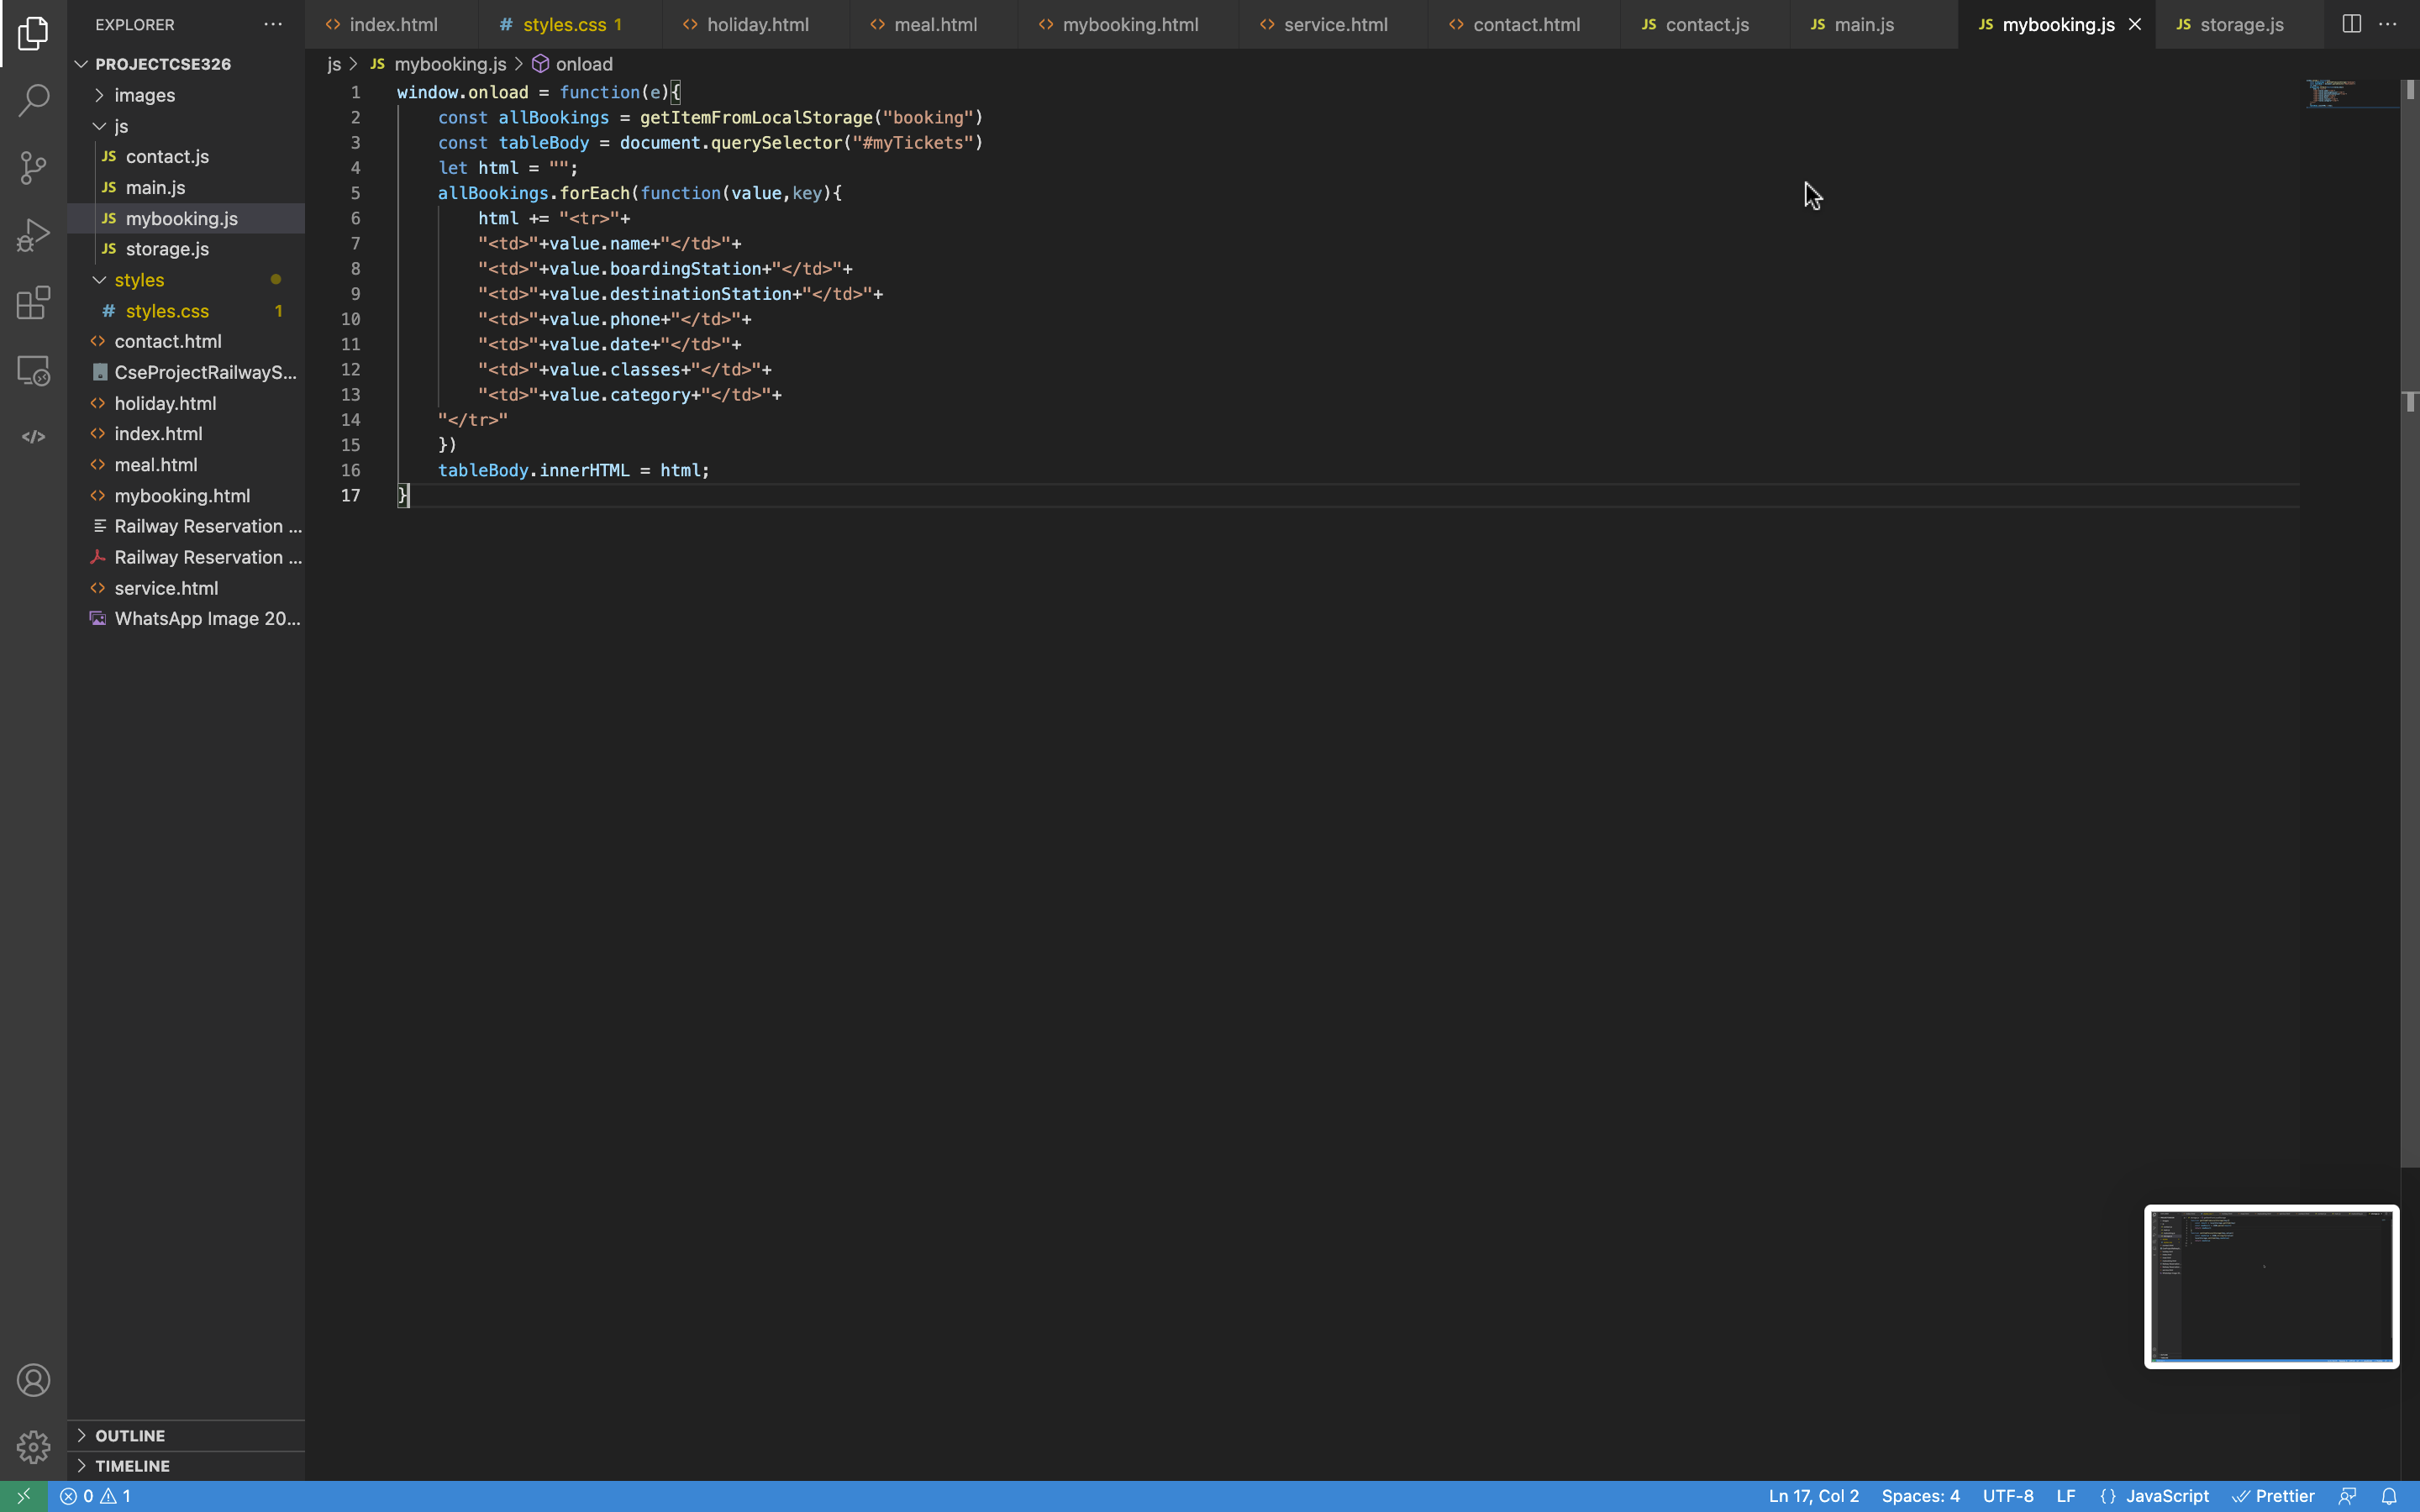 EXPLORER ···
PROJECTCSE326
images
js
JS contact.js
JS main.js
JS mybooking.js
JS storage.js
styles
# styles.css 1
<> contact.html
CseProjectRailwayS...
<> holiday.html
<> index.html
<> meal.html
<> mybooking.html
Railway Reservation ...
Railway Reservation ...
<> service.html
WhatsApp Image 20...
OUTLINE
TIMELINE
<> index.html # styles.css 1 <> holiday.html <> meal.html <> mybooking.html <> service.html <> contact.html JS contact.js JS main.js JS mybooking.js JS storage.js ···
js > JS mybooking.js > onload
1 window.onload = function(e){
2 const allBookings = getItemFromLocalStorage("booking")
3 const tableBody = document.querySelector("#myTickets")
4 let html = "";
5 allBookings.forEach(function(value,key){
6 html += "<tr>"+
7 "<td>"+value.name+"</td>"+
8 "<td>"+value.boardingStation+"</td>"+
9 "<td>"+value.destinationStation+"</td>"+
10 "<td>"+value.phone+"</td>"+
11 "<td>"+value.date+"</td>"+
12 "<td>"+value.classes+"</td>"+
13 "<td>"+value.category+"</td>"+
14 "</tr>"
15 })
16 tableBody.innerHTML = html;
17 }
0 1 Ln 17, Col 2 Spaces: 4 UTF-8 LF {} JavaScript Prettier